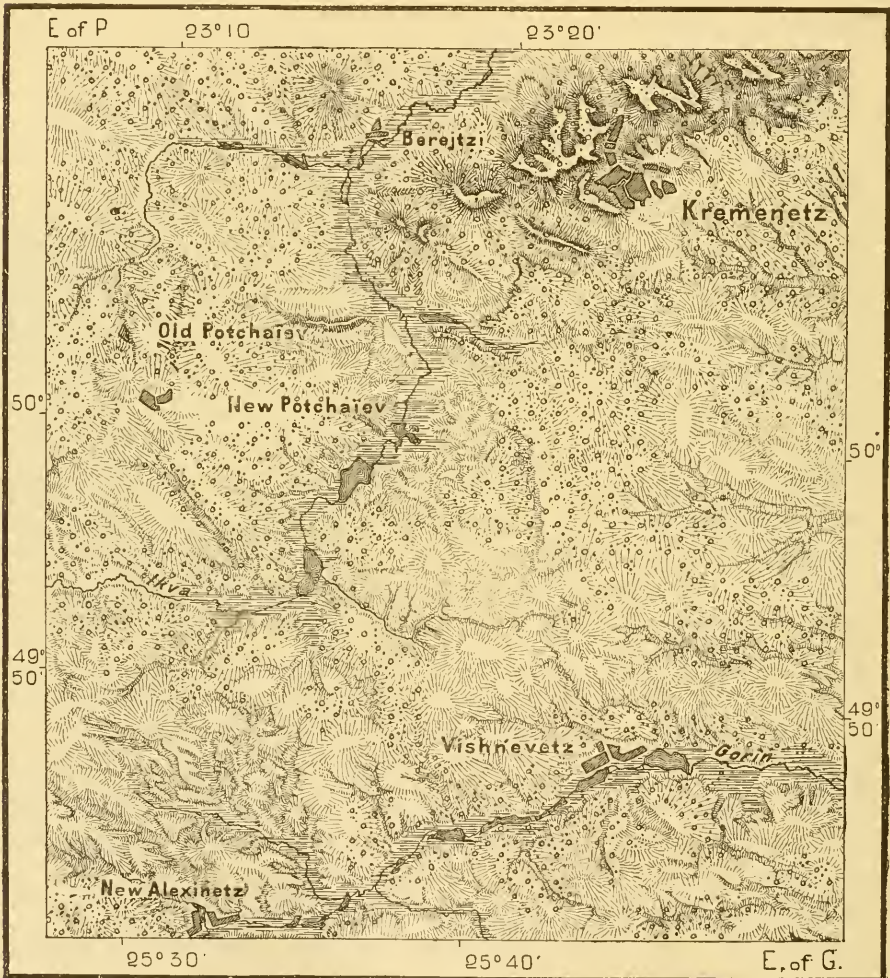 E of P
23°10
23°20'
Berejtzi
Kremenetz
Old Potchaïev
New Potchaïev
50°
50°
Ikva
49°
50'
49°
50'
Vishnevetz
Gorin
New Alexinetz
25°30'
25°40'
E. of G.